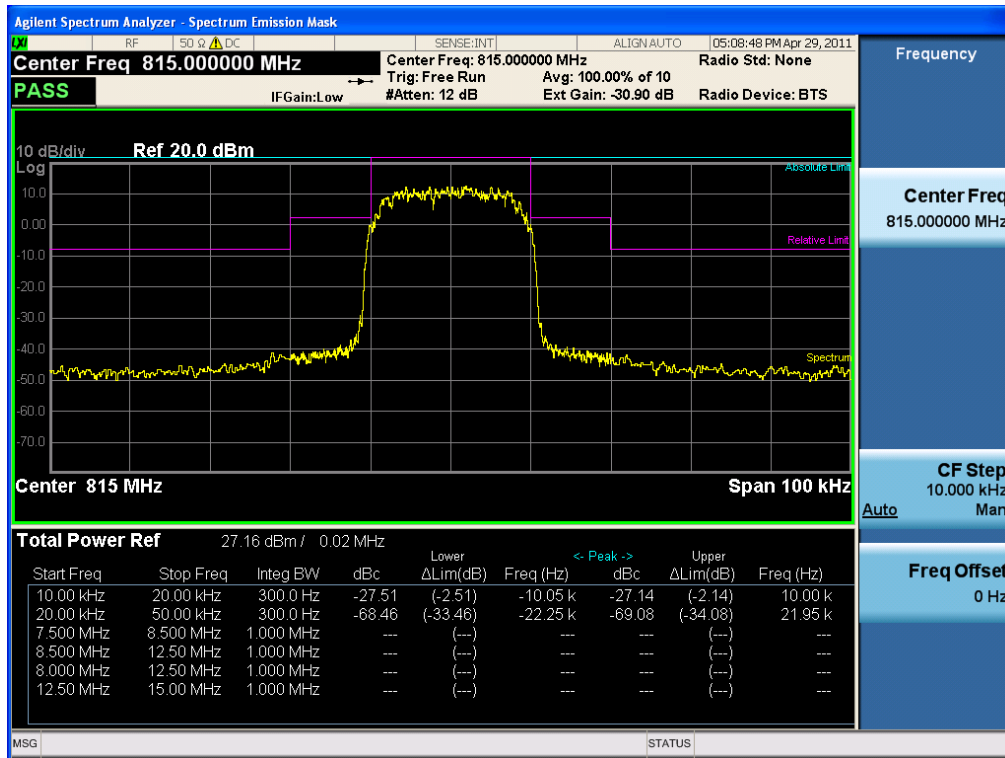 Agilent Spectrum Analyzer - Spectrum Emission Mask
LXI RF 50 Ω DC SENSE:INT ALIGN AUTO 05:08:48 PM Apr 29, 2011
Center Freq 815.000000 MHz
PASS
IFGain:Low
Center Freq: 815.000000 MHz
Trig: Free Run Avg: 100.00% of 10
#Atten: 12 dB Ext Gain: -30.90 dB
Radio Std: None
Radio Device: BTS
10 dB/div Ref 20.0 dBm
Log
Absolute Limit
10.0
0.00
Relative Limit
-10.0
-20.0
-30.0
-40.0
Spectrum
-50.0
-60.0
-70.0
Center 815 MHz Span 100 kHz
Total Power Ref 27.16 dBm / 0.02 MHz
Lower <- Peak -> Upper
Start Freq Stop Freq Integ BW dBc ΔLim(dB) Freq (Hz) dBc ΔLim(dB) Freq (Hz)
10.00 kHz 20.00 kHz 300.0 Hz -27.51 (-2.51) -10.05 k -27.14 (-2.14) 10.00 k
20.00 kHz 50.00 kHz 300.0 Hz -68.46 (-33.46) -22.25 k -69.08 (-34.08) 21.95 k
7.500 MHz 8.500 MHz 1.000 MHz --- (---) --- --- (---) ---
8.500 MHz 12.50 MHz 1.000 MHz --- (---) --- --- (---) ---
8.000 MHz 12.50 MHz 1.000 MHz --- (---) --- --- (---) ---
12.50 MHz 15.00 MHz 1.000 MHz --- (---) --- --- (---) ---
MSG STATUS
Frequency
Center Freq
815.000000 MHz
CF Step
10.000 kHz
Auto Man
Freq Offset
0 Hz